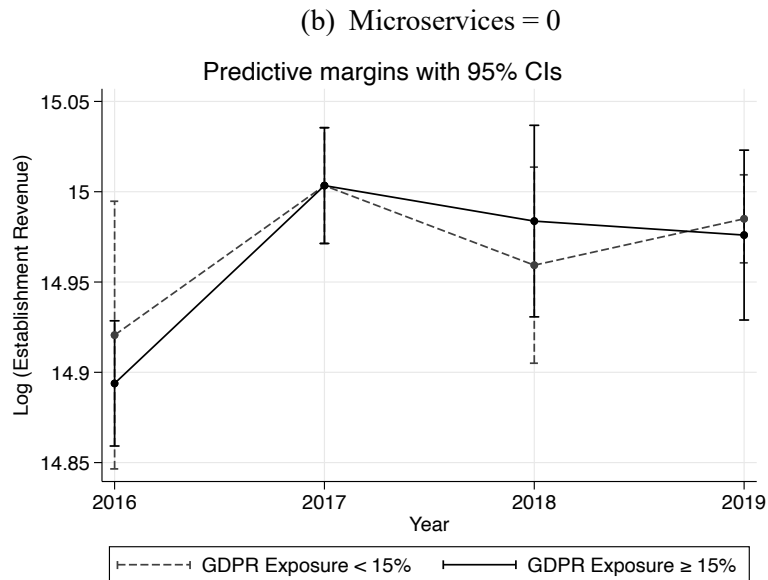 (b) Microservices = 0
Predictive margins with 95% CIs
Log (Establishment Revenue)
15.05
15
14.95
14.9
14.85
2016 2017 2018 2019
Year
GDPR Exposure < 15% GDPR Exposure ≥ 15%